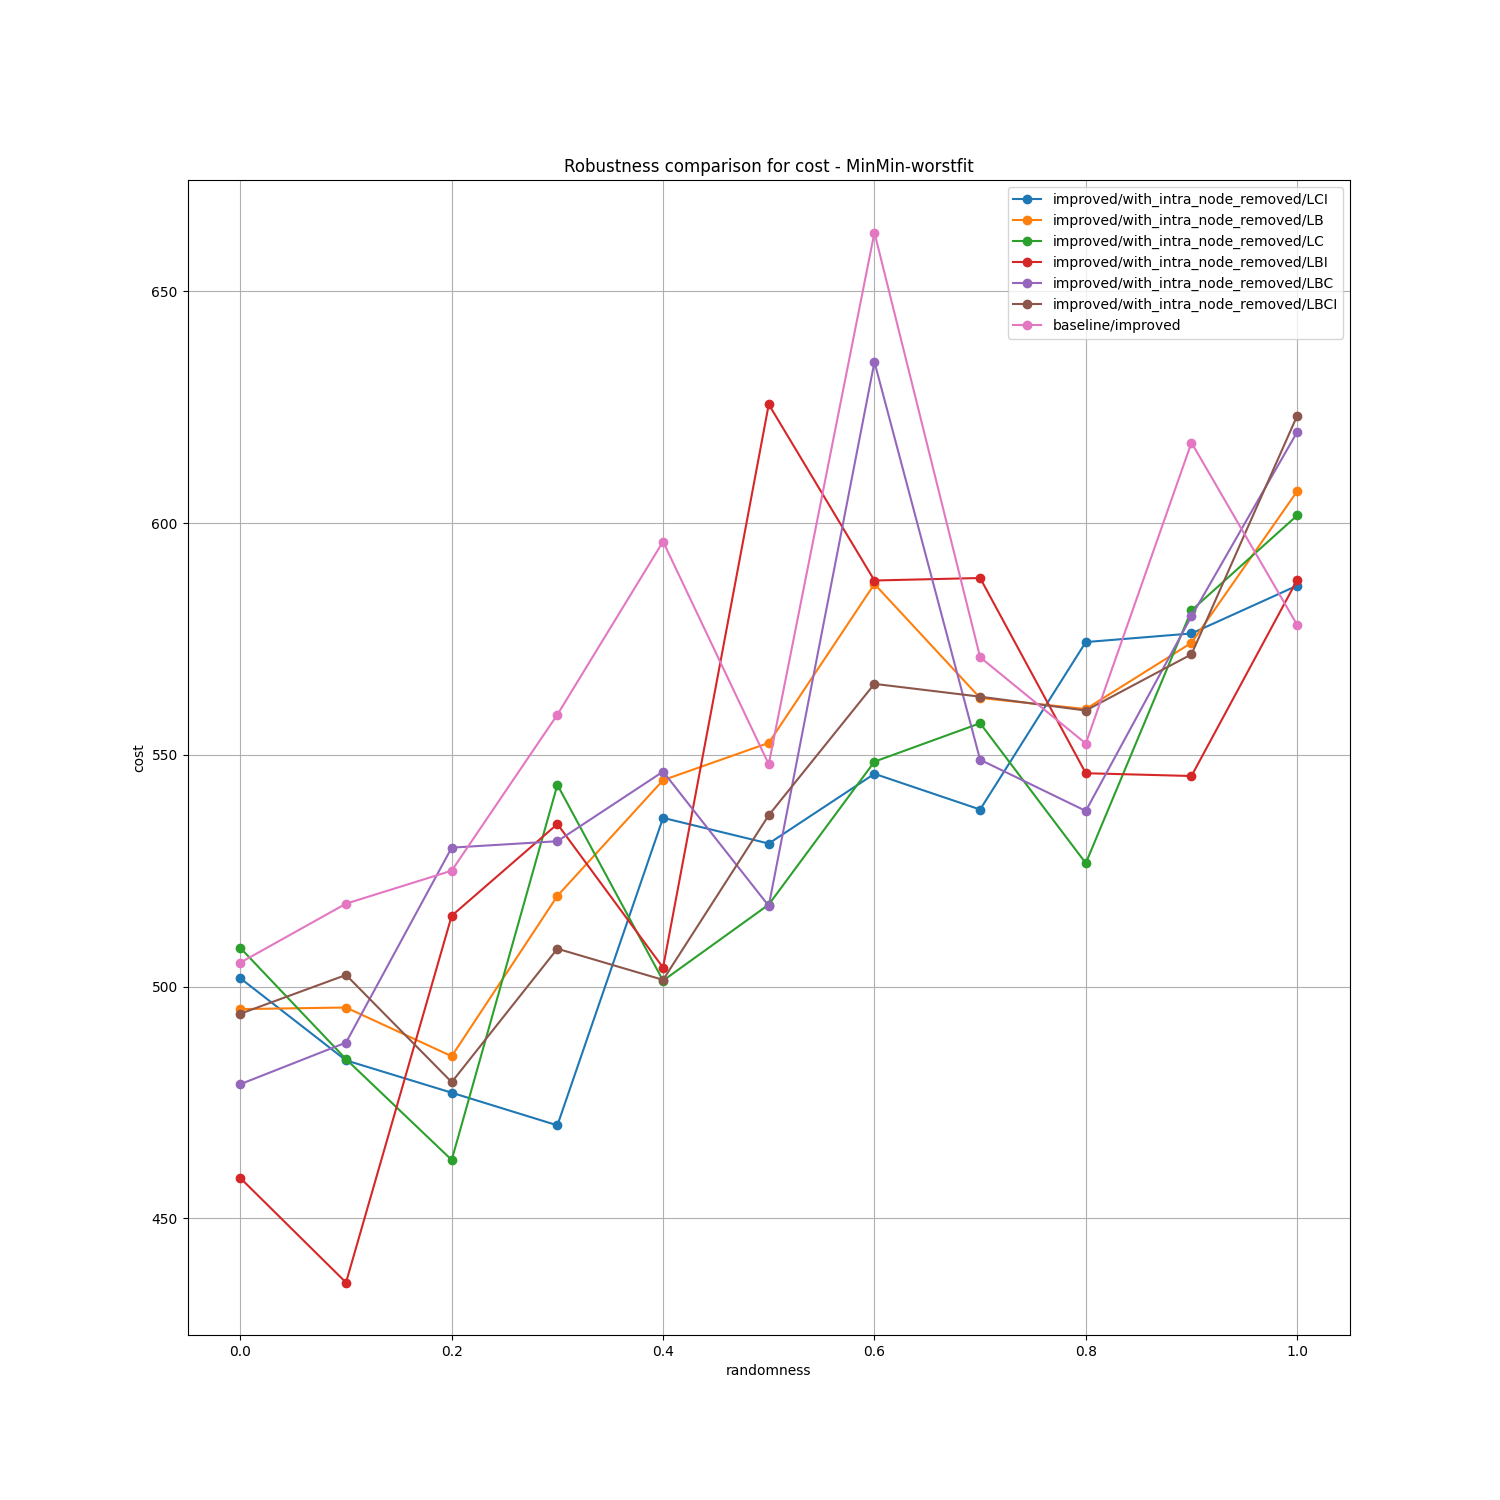 Robustness comparison for cost - MinMin-worstfit
improved/with_intra_node_removed/LCI
improved/with_intra_node_removed/LB
improved/with_intra_node_removed/LC
improved/with_intra_node_removed/LBI
improved/with_intra_node_removed/LBC
improved/with_intra_node_removed/LBCI
baseline/improved
650
600
550
500
450
cost
0.0 0.2 0.4 0.6 0.8 1.0
randomness